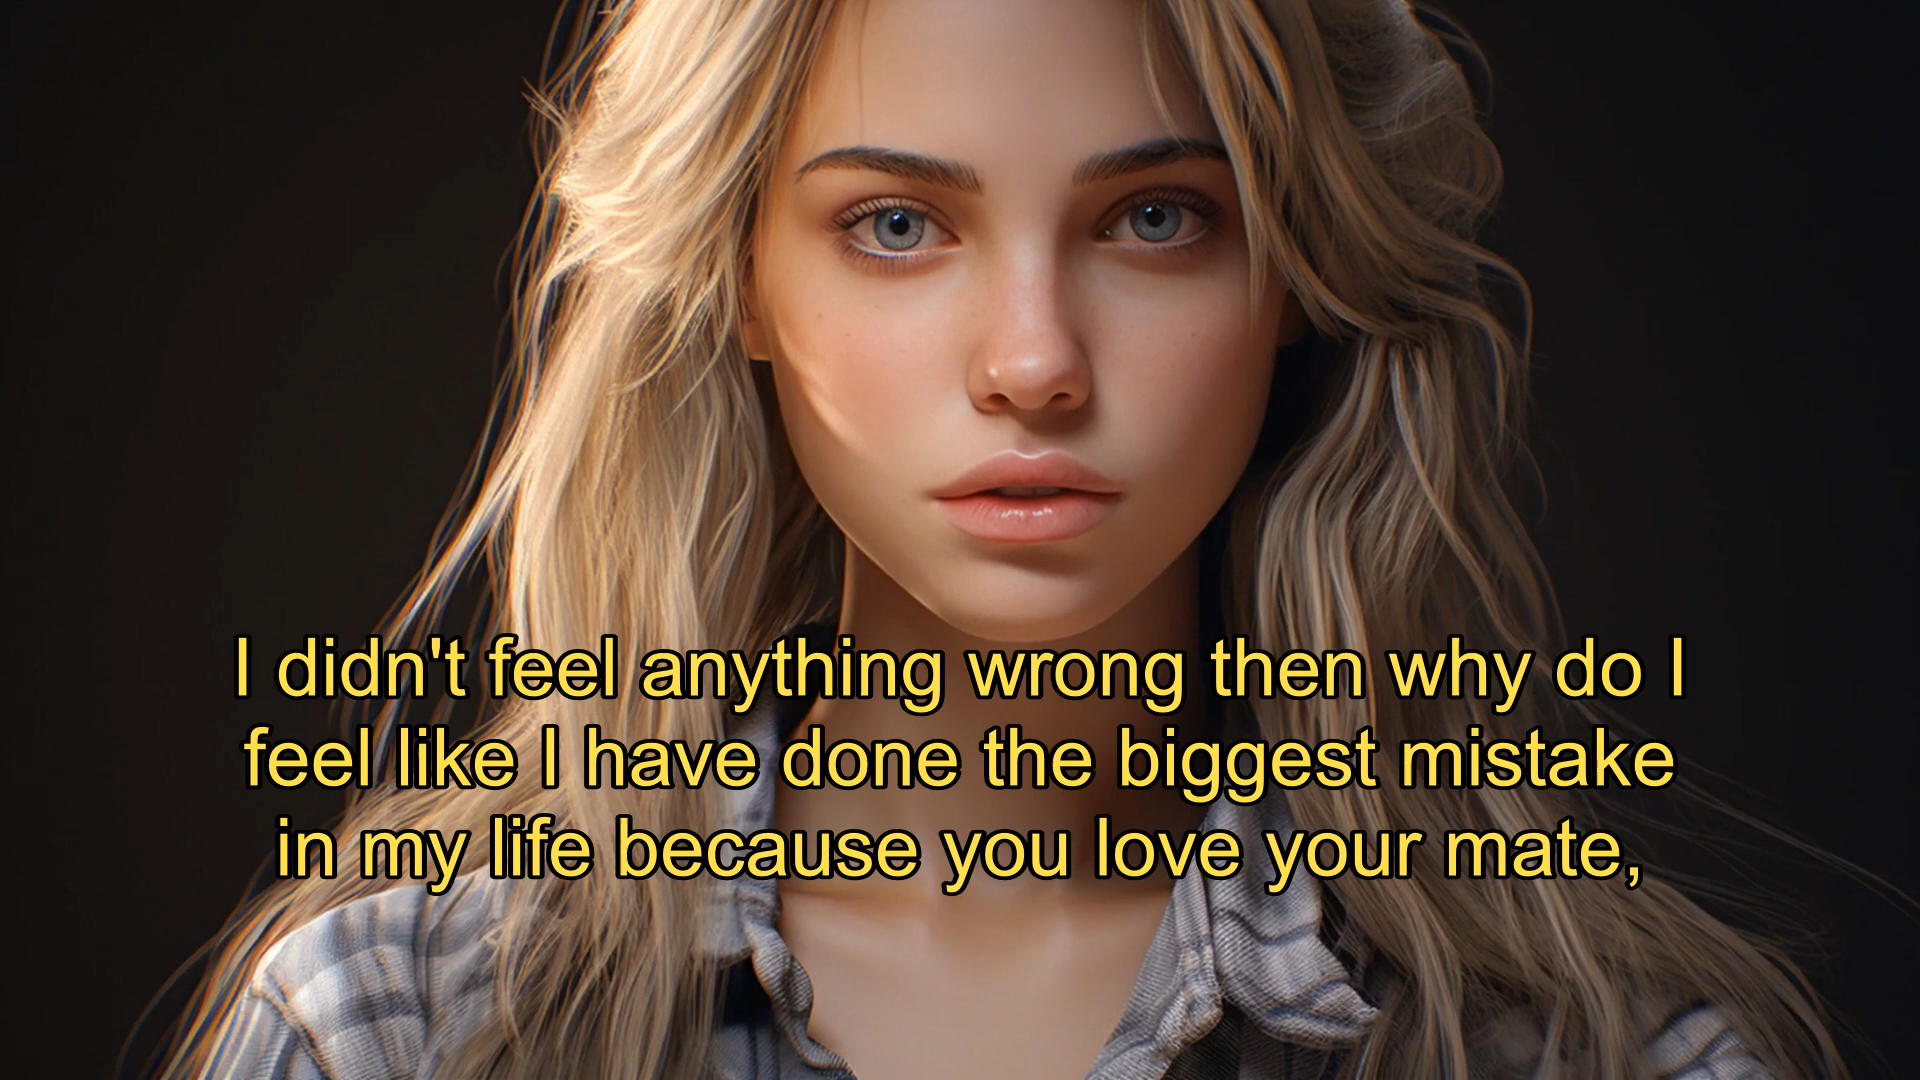 I didn't feel anything wrong then why do I
feel like I have done the biggest mistake
in my life because you love your mate,